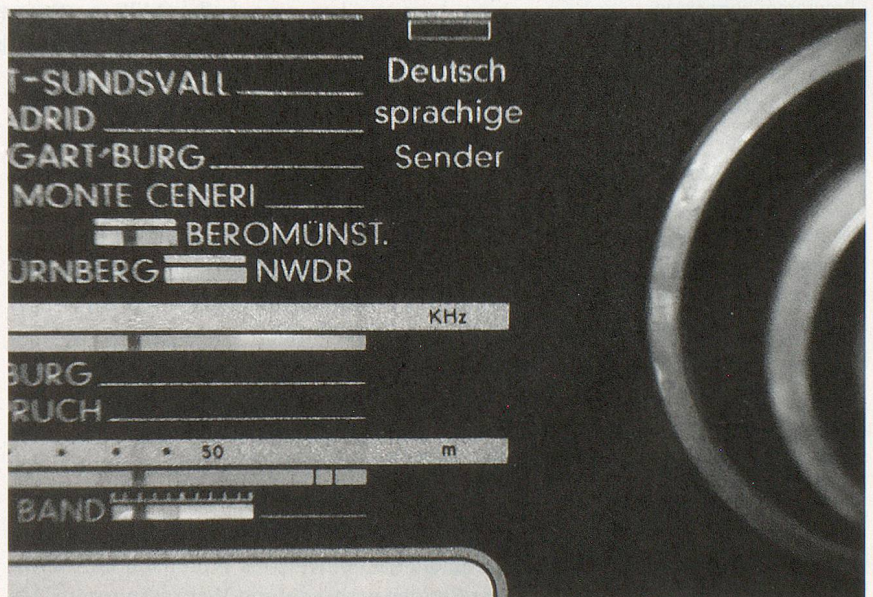 T-SUNDSVALL
ADRID
GART-BURG
MONTE CENERI
BEROMÜNST.
ÜRNBERG NWDR
KHz
BURG
RUCH
50 m
BAND
Deutsch
sprachige
Sender